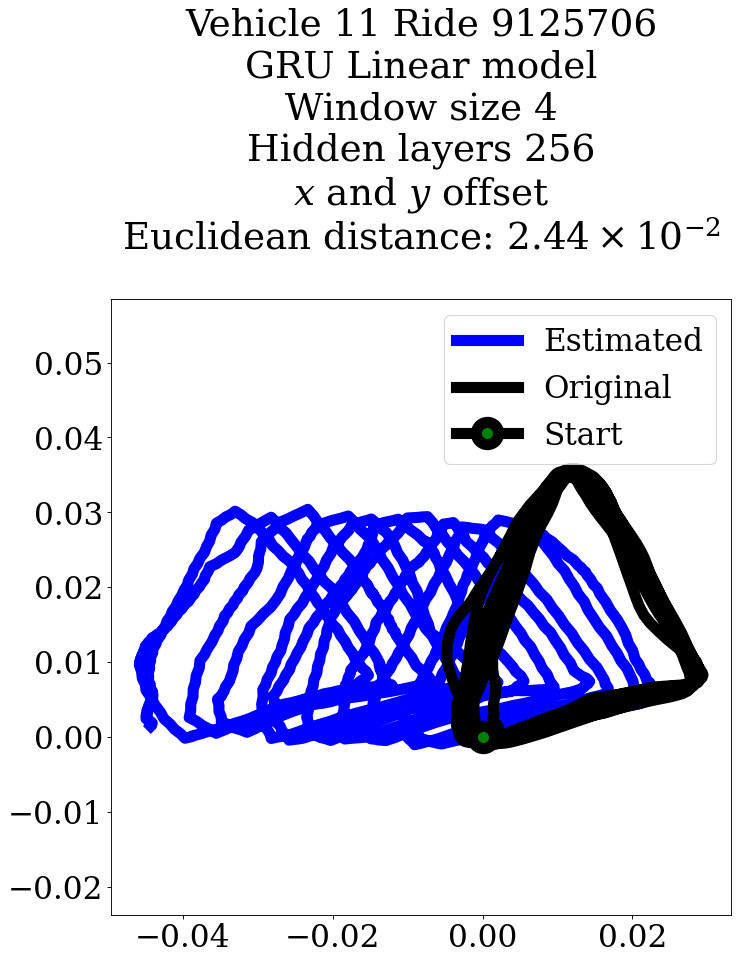 Vehicle 11 Ride 9125706
GRU Linear model
Window size 4
Hidden layers 256
x and y offset
Euclidean distance: 2.44 × 10⁻²
Estimated
Original
Start
0.05
0.04
0.03
0.02
0.01
0.00
−0.01
−0.02
−0.04 −0.02 0.00 0.02